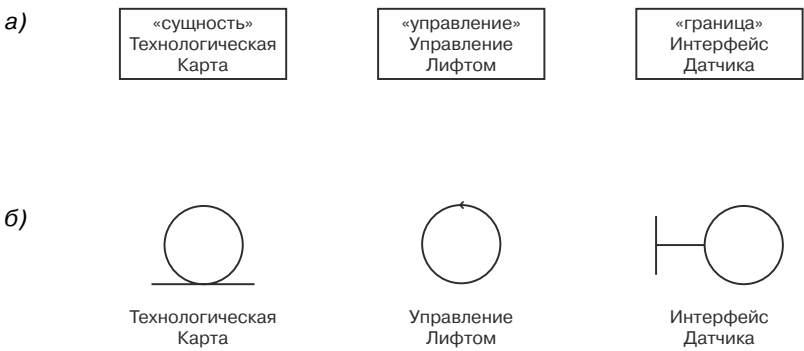 а)
«сущность»
Технологическая
Карта
«управление»
Управление
Лифтом
«граница»
Интерфейс
Датчика
б)
Технологическая
Карта
Управление
Лифтом
Интерфейс
Датчика